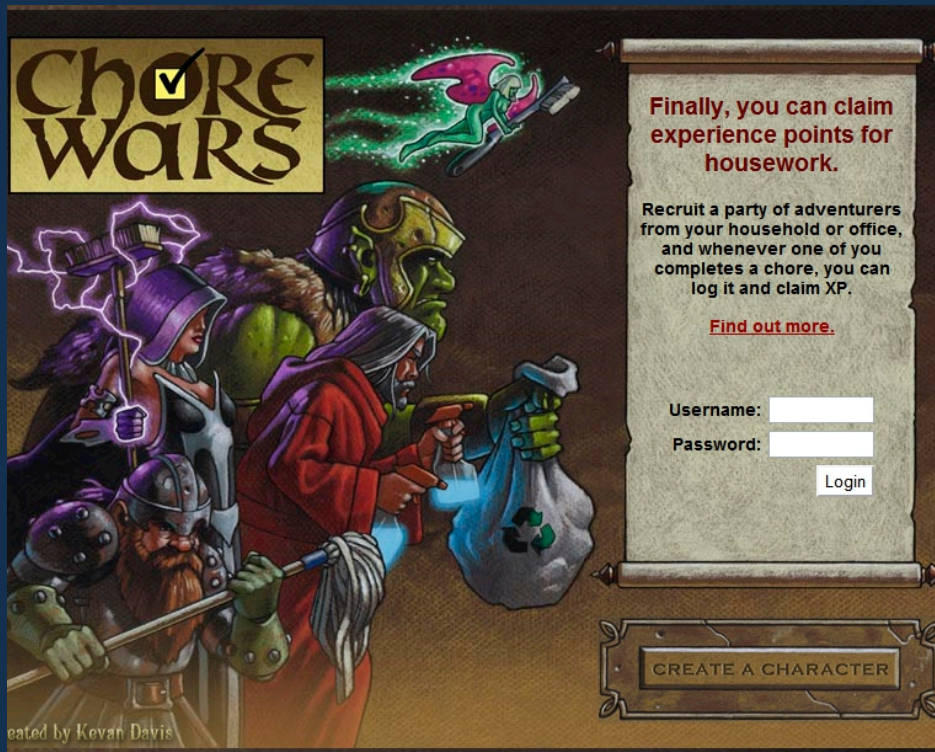 Chore
Wars
Finally, you can claim
experience points for
housework.
Recruit a party of adventurers
from your household or office,
and whenever one of you
completes a chore, you can
log it and claim XP.
Find out more.
Username:
Password:
Login
CREATE A CHARACTER
eated by Kevan Davis